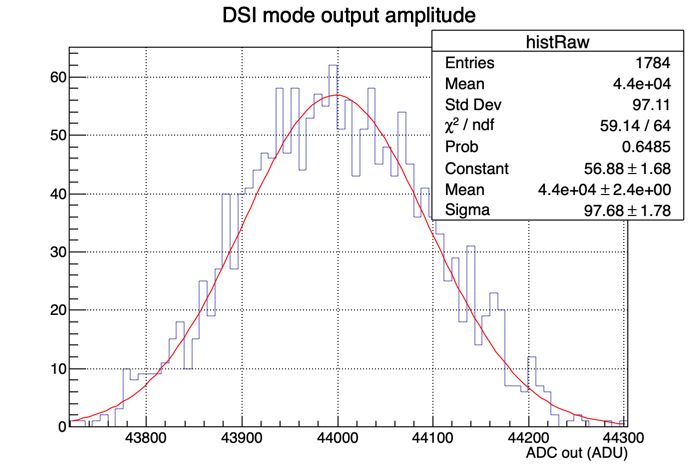 DSI mode output amplitude
histRaw
Entries 1784
Mean 4.4e+04
Std Dev 97.11
χ² / ndf 59.14 / 64
Prob 0.6485
Constant 56.88 ± 1.68
Mean 4.4e+04 ± 2.4e+00
Sigma 97.68 ± 1.78
60
50
40
30
20
10
0
43800 43900 44000 44100 44200 44300
ADC out (ADU)